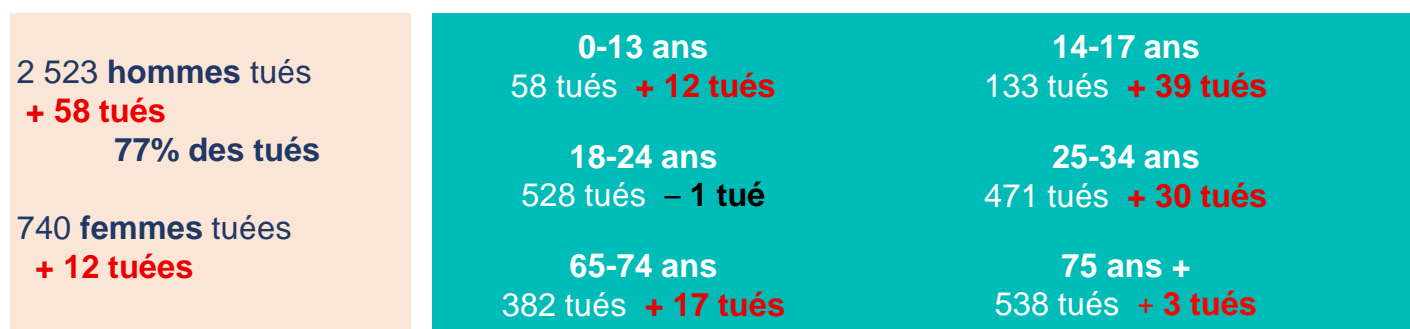 2 523 hommes tués
+ 58 tués
77% des tués
740 femmes tuées
+ 12 tuées
0-13 ans
58 tués + 12 tués
14-17 ans
133 tués + 39 tués
18-24 ans
528 tués – 1 tué
25-34 ans
471 tués + 30 tués
65-74 ans
382 tués + 17 tués
75 ans +
538 tués + 3 tués